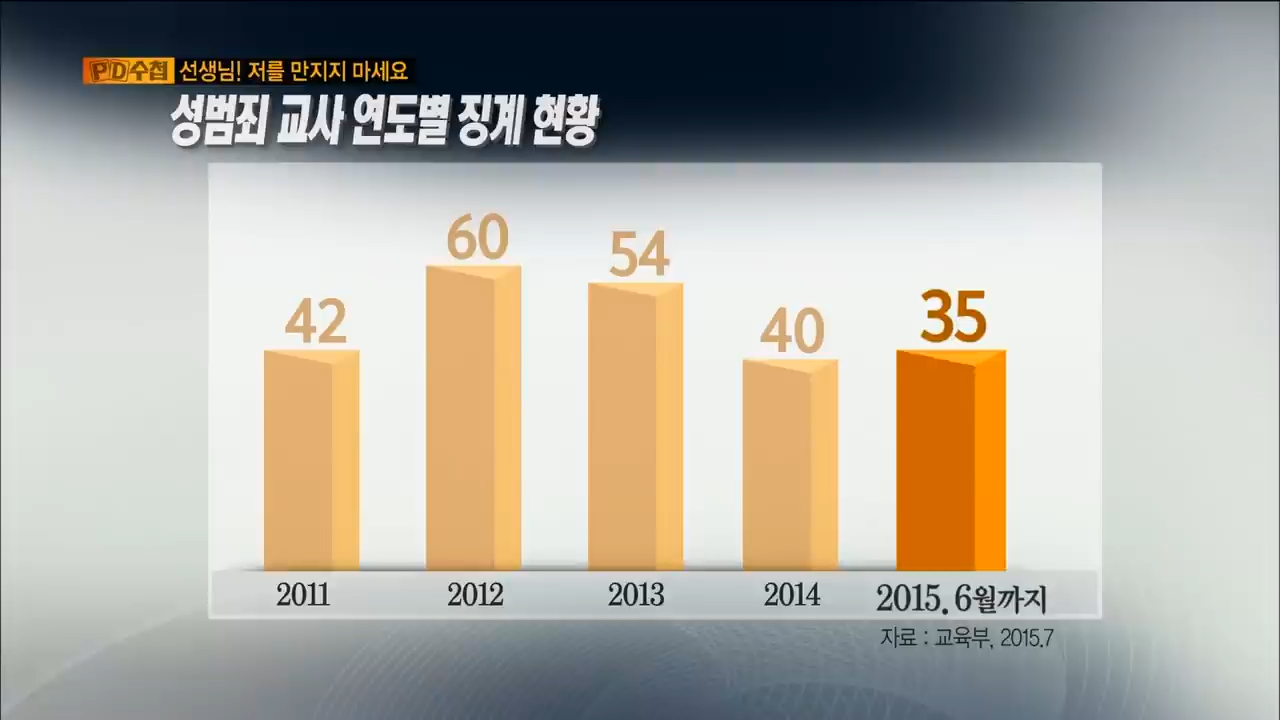 PD수첩 선생님! 저를 만지지 마세요
성범죄 교사 연도별 징계 현황
42 60 54 40 35
2011 2012 2013 2014 2015. 6월까지
자료 : 교육부, 2015.7